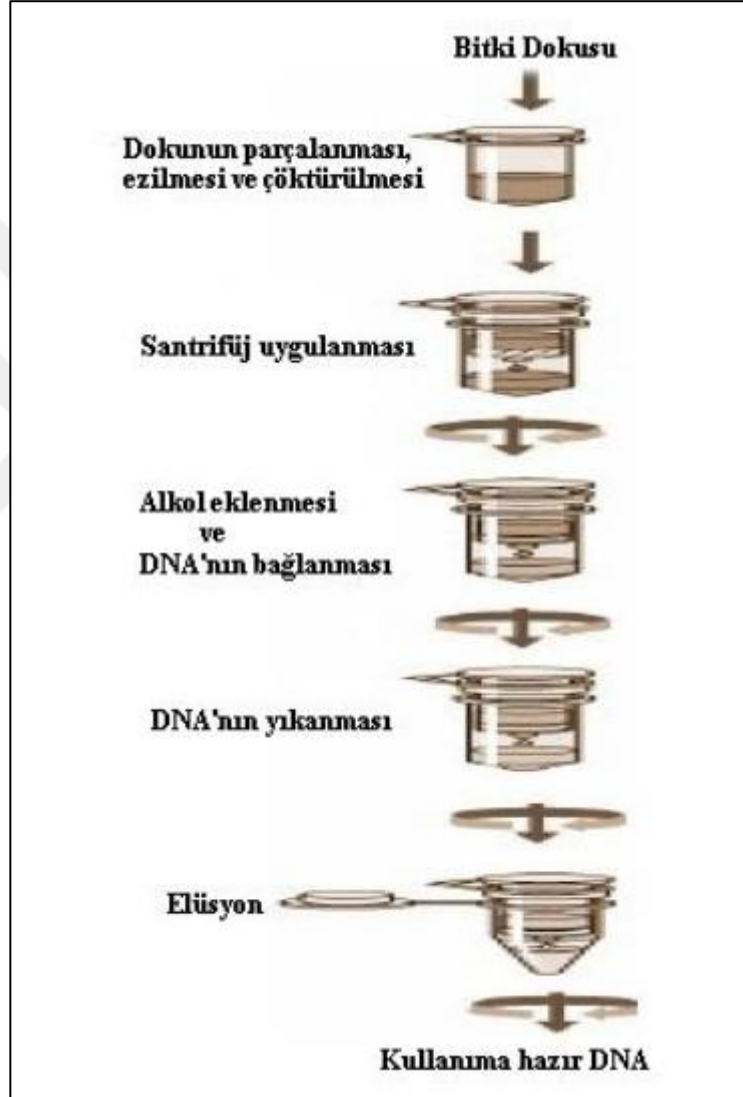 Bitki Dokusu
Dokunun parçalanması,
ezilmesi ve çöktürülmesi
Santrifüj uygulanması
Alkol eklenmesi
ve
DNA'nın bağlanması
DNA'nın yıkanması
Elüsyon
Kullanıma hazır DNA